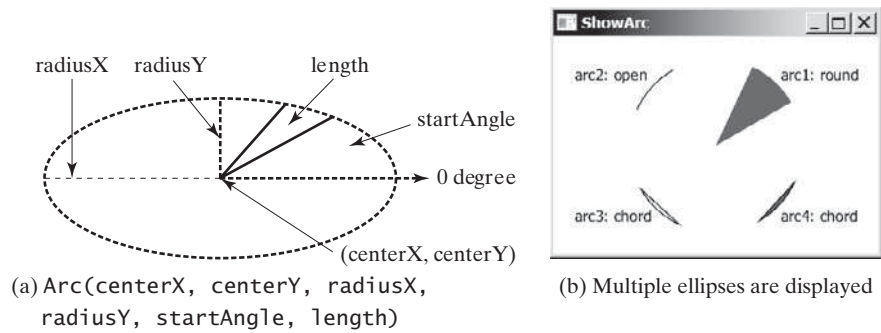 radiusX
radiusY
length
startAngle
0 degree
(centerX, centerY)
(a) Arc(centerX, centerY, radiusX,
radiusY, startAngle, length)
ShowArc
arc2: open
arc1: round
arc3: chord
arc4: chord
(b) Multiple ellipses are displayed